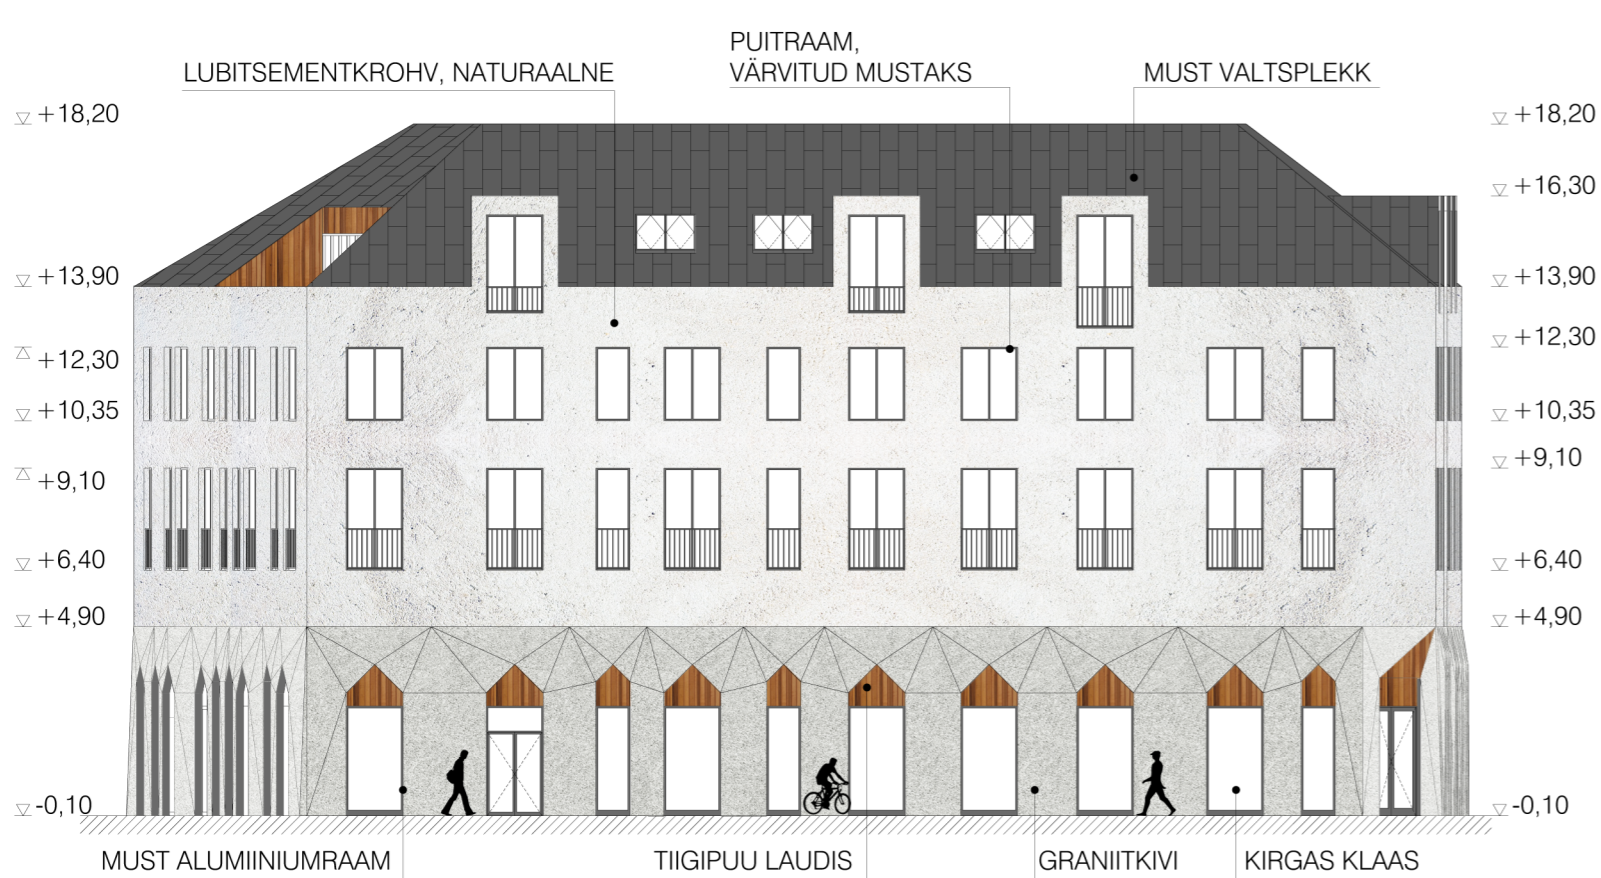 PUITRAAM,
LUBITSEMENTKROHV, NATURAALNE
VÄRVITUD MUSTAKS
MUST VALTSPLEKK
+18,20
+18,20
+16,30
+13,90
+13,90
+12,30
+12,30
+10,35
+10,35
+9,10
+9,10
+6,40
+6,40
+4,90
+4,90
-0,10
-0,10
MUST ALUMIINIUMRAAM
TIIGIPUU LAUDIS
GRANIITKIVI
KIRGAS KLAAS